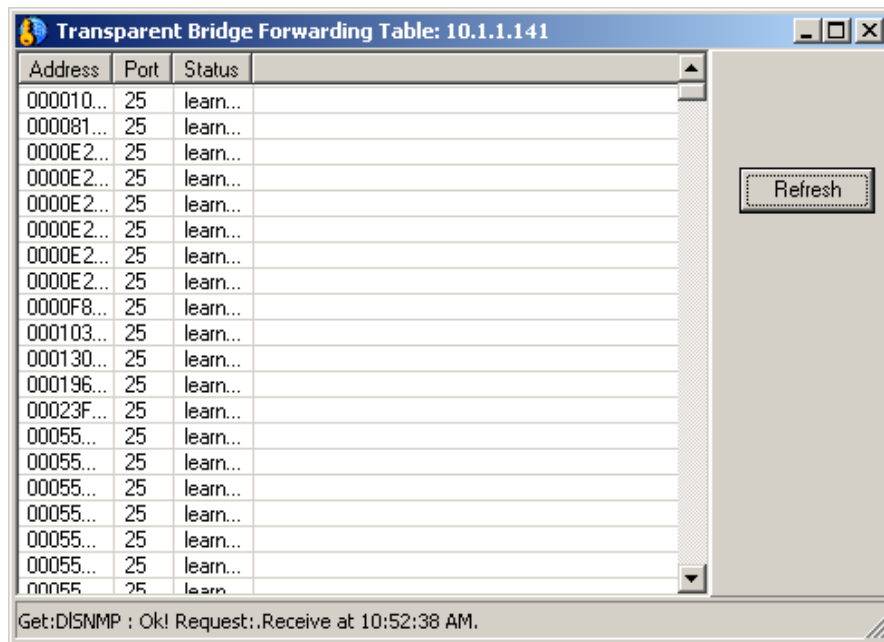 Transparent Bridge Forwarding Table: 10.1.1.141
Address Port Status
000010... 25 learn...
000081... 25 learn...
0000E2... 25 learn...
0000E2... 25 learn...
0000E2... 25 learn...
0000E2... 25 learn...
0000E2... 25 learn...
0000E2... 25 learn...
0000F8... 25 learn...
000103... 25 learn...
000130... 25 learn...
000196... 25 learn...
00023F... 25 learn...
00055... 25 learn...
00055... 25 learn...
00055... 25 learn...
00055... 25 learn...
00055... 25 learn...
00055... 25 learn...
00055 25 learn
Refresh
Get:DlSNMP : Ok! Request:.Receive at 10:52:38 AM.